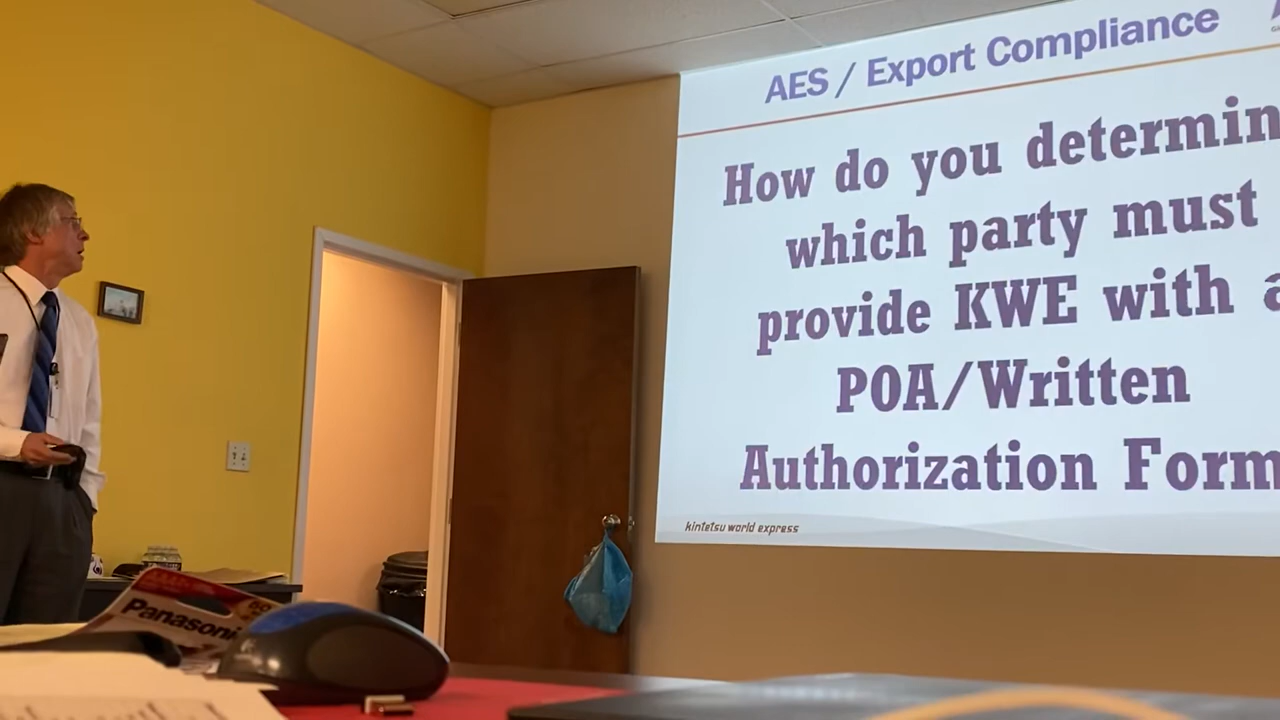 AES / Export Compliance
How do you determin
which party must
provide KWE with a
POA/Written
Authorization Form
kintetsu world express
Panasoni